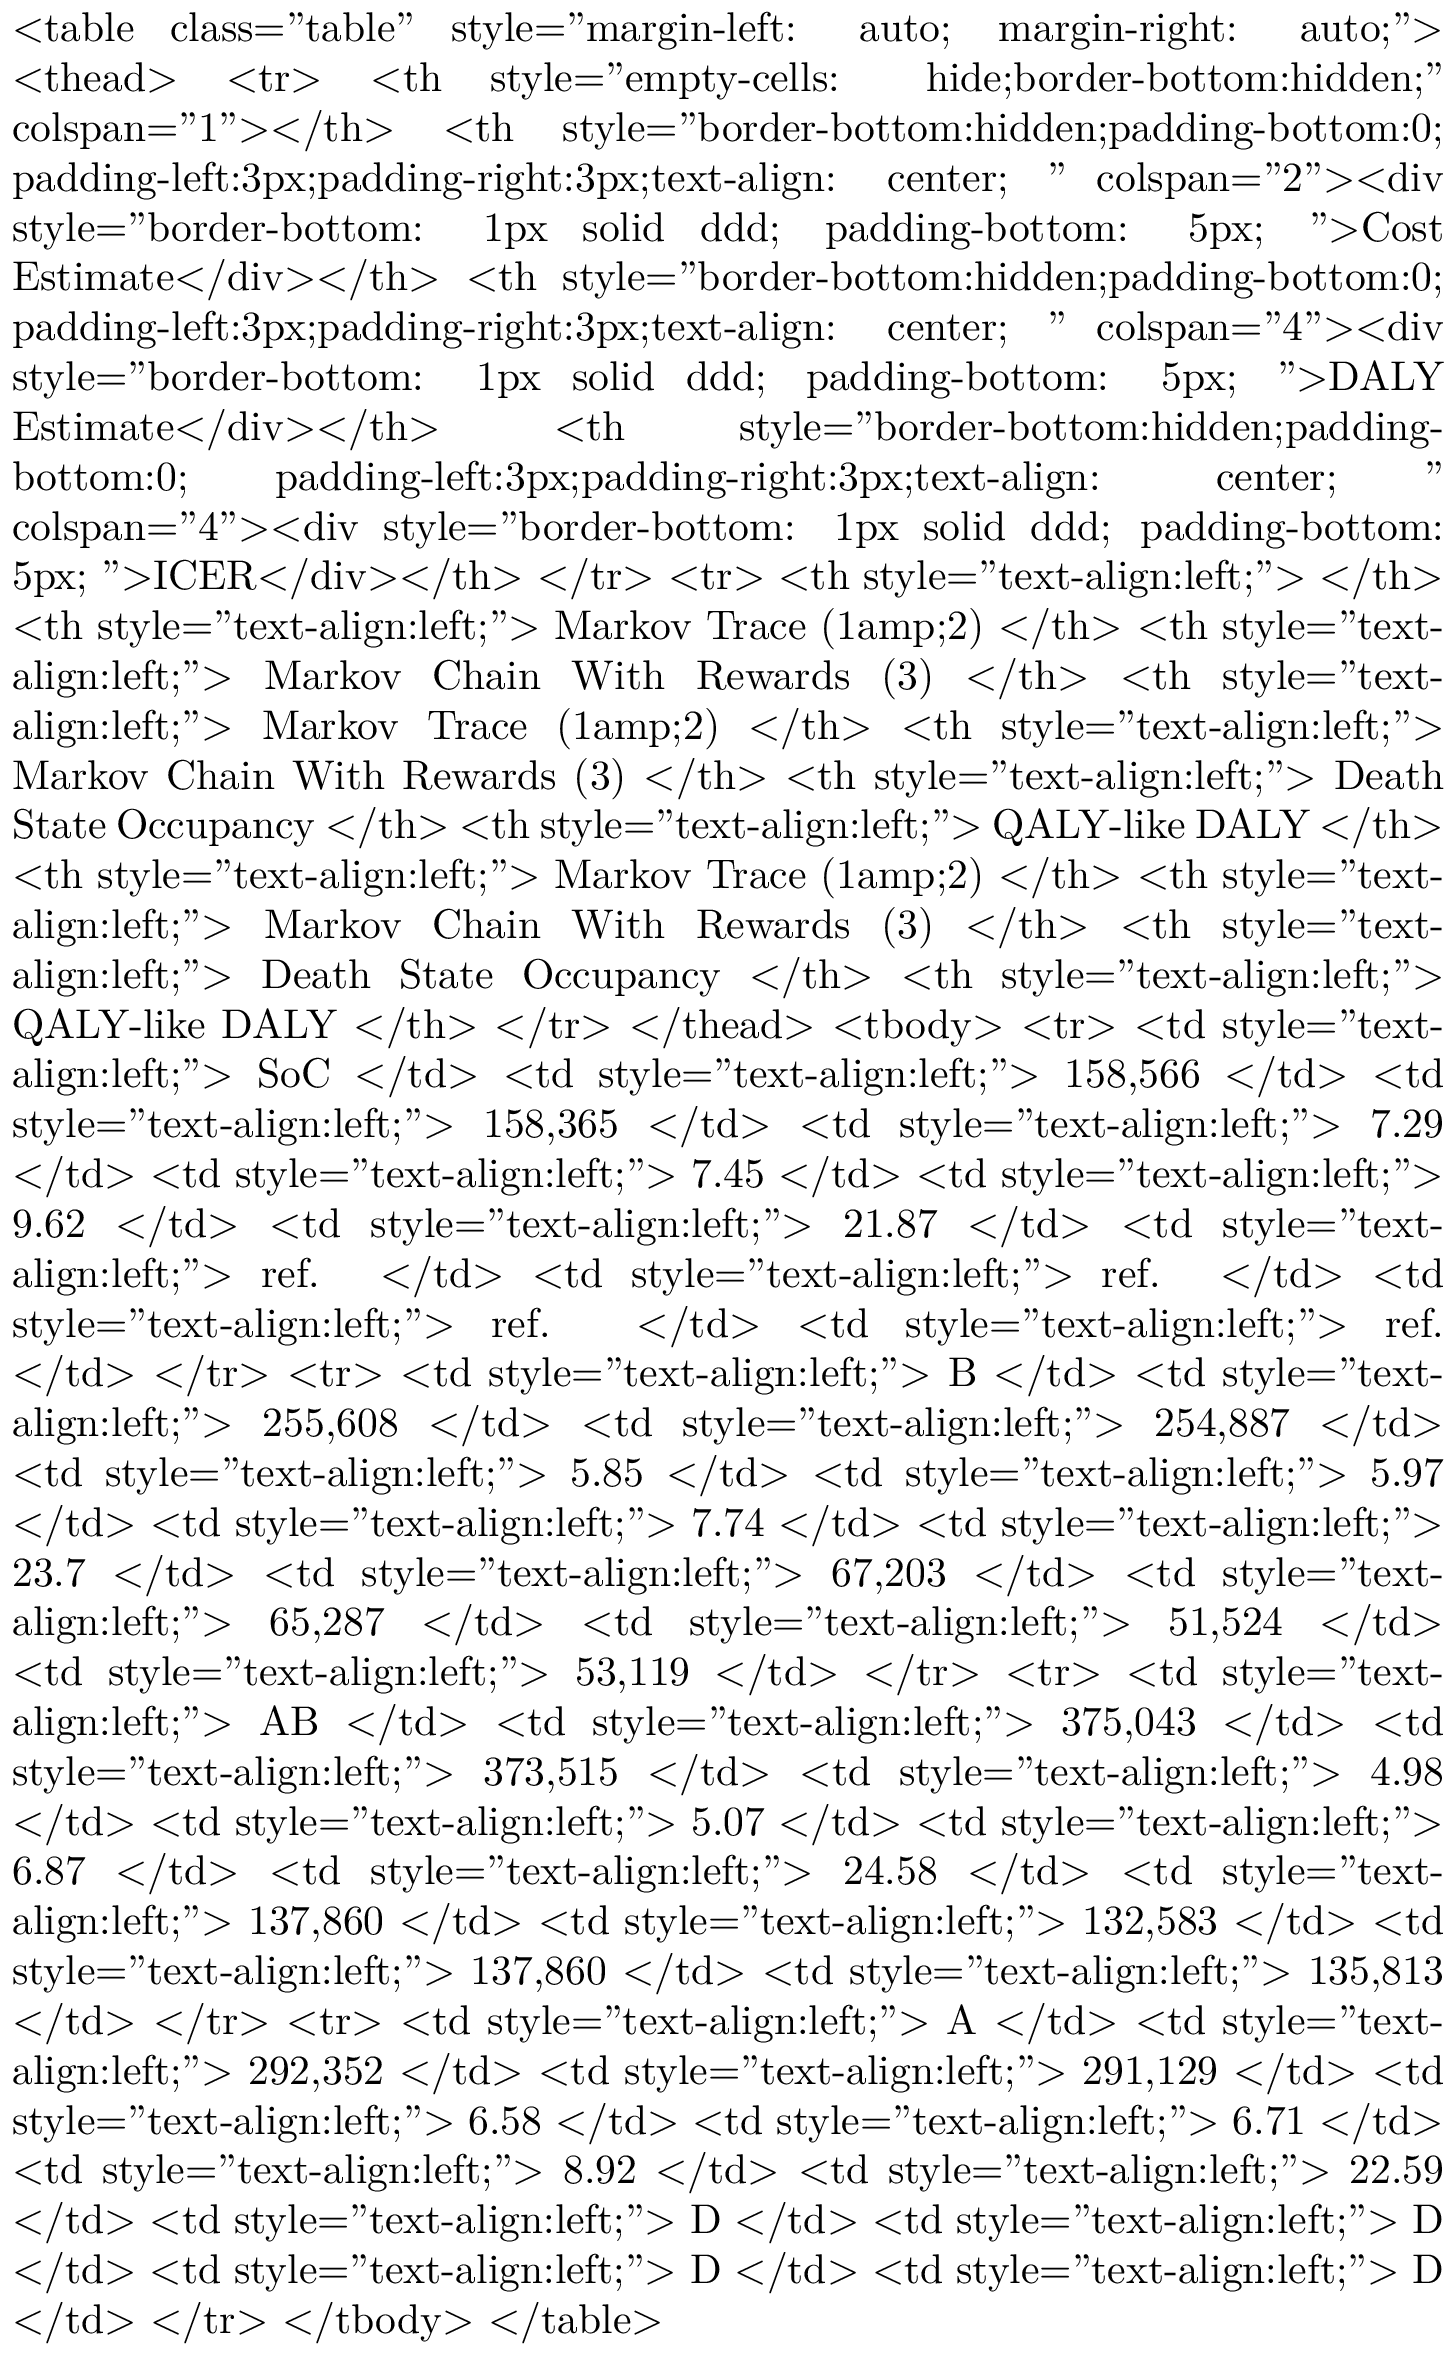 <table class=”table” style=”margin-left: auto; margin-right: auto;”>
<thead> <tr> <th style=”empty-cells: hide;border-bottom:hidden;”
colspan=”1”></th> <th style=”border-bottom:hidden;padding-bottom:0;
padding-left:3px;padding-right:3px;text-align: center; ” colspan=”2”><div
style=”border-bottom: 1px solid ddd; padding-bottom: 5px; ”>Cost
Estimate</div></th> <th style=”border-bottom:hidden;padding-bottom:0;
padding-left:3px;padding-right:3px;text-align: center; ” colspan=”4”><div
style=”border-bottom: 1px solid ddd; padding-bottom: 5px; ”>DALY
Estimate</div></th> <th style=”border-bottom:hidden;padding-
bottom:0; padding-left:3px;padding-right:3px;text-align: center; ”
colspan=”4”><div style=”border-bottom: 1px solid ddd; padding-bottom:
5px; ”>ICER</div></th> </tr> <tr> <th style=”text-align:left;”> </th>
<th style=”text-align:left;”> Markov Trace (1amp;2) </th> <th style=”text-
align:left;”> Markov Chain With Rewards (3) </th> <th style=”text-
align:left;”> Markov Trace (1amp;2) </th> <th style=”text-align:left;”>
Markov Chain With Rewards (3) </th> <th style=”text-align:left;”> Death
State Occupancy </th> <th style=”text-align:left;”> QALY-like DALY </th>
<th style=”text-align:left;”> Markov Trace (1amp;2) </th> <th style=”text-
align:left;”> Markov Chain With Rewards (3) </th> <th style=”text-
align:left;”> Death State Occupancy </th> <th style=”text-align:left;”>
QALY-like DALY </th> </tr> </thead> <tbody> <tr> <td style=”text-
align:left;”> SoC </td> <td style=”text-align:left;”> 158,566 </td> <td
style=”text-align:left;”> 158,365 </td> <td style=”text-align:left;”> 7.29
</td> <td style=”text-align:left;”> 7.45 </td> <td style=”text-align:left;”>
9.62 </td> <td style=”text-align:left;”> 21.87 </td> <td style=”text-
align:left;”> ref. </td> <td style=”text-align:left;”> ref. </td> <td
style=”text-align:left;”> ref. </td> <td style=”text-align:left;”> ref.
</td> </tr> <tr> <td style=”text-align:left;”> B </td> <td style=”text-
align:left;”> 255,608 </td> <td style=”text-align:left;”> 254,887 </td>
<td style=”text-align:left;”> 5.85 </td> <td style=”text-align:left;”> 5.97
</td> <td style=”text-align:left;”> 7.74 </td> <td style=”text-align:left;”>
23.7 </td> <td style=”text-align:left;”> 67,203 </td> <td style=”text-
align:left;”> 65,287 </td> <td style=”text-align:left;”> 51,524 </td>
<td style=”text-align:left;”> 53,119 </td> </tr> <tr> <td style=”text-
align:left;”> AB </td> <td style=”text-align:left;”> 375,043 </td> <td
style=”text-align:left;”> 373,515 </td> <td style=”text-align:left;”> 4.98
</td> <td style=”text-align:left;”> 5.07 </td> <td style=”text-align:left;”>
6.87 </td> <td style=”text-align:left;”> 24.58 </td> <td style=”text-
align:left;”> 137,860 </td> <td style=”text-align:left;”> 132,583 </td> <td
style=”text-align:left;”> 137,860 </td> <td style=”text-align:left;”> 135,813
</td> </tr> <tr> <td style=”text-align:left;”> A </td> <td style=”text-
align:left;”> 292,352 </td> <td style=”text-align:left;”> 291,129 </td> <td
style=”text-align:left;”> 6.58 </td> <td style=”text-align:left;”> 6.71 </td>
<td style=”text-align:left;”> 8.92 </td> <td style=”text-align:left;”> 22.59
</td> <td style=”text-align:left;”> D </td> <td style=”text-align:left;”> D
</td> <td style=”text-align:left;”> D </td> <td style=”text-align:left;”> D
</td> </tr> </tbody> </table>